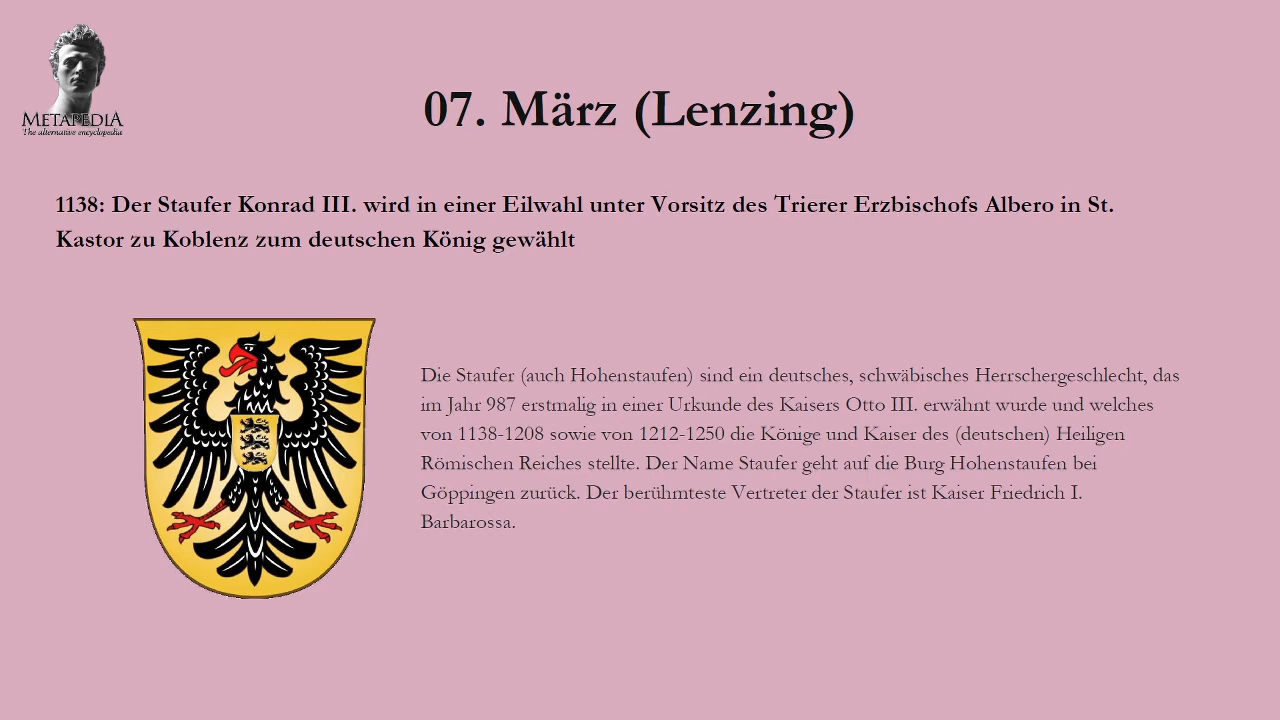 METAPEDIA
The alternative encyclopedia
07. März (Lenzing)
1138: Der Staufer Konrad III. wird in einer Eilwahl unter Vorsitz des Trierer Erzbischofs Albero in St.
Kastor zu Koblenz zum deutschen König gewählt
Die Staufer (auch Hohenstaufen) sind ein deutsches, schwäbisches Herrschergeschlecht, das
im Jahr 987 erstmalig in einer Urkunde des Kaisers Otto III. erwähnt wurde und welches
von 1138-1208 sowie von 1212-1250 die Könige und Kaiser des (deutschen) Heiligen
Römischen Reiches stellte. Der Name Staufer geht auf die Burg Hohenstaufen bei
Göppingen zurück. Der berühmteste Vertreter der Staufer ist Kaiser Friedrich I.
Barbarossa.